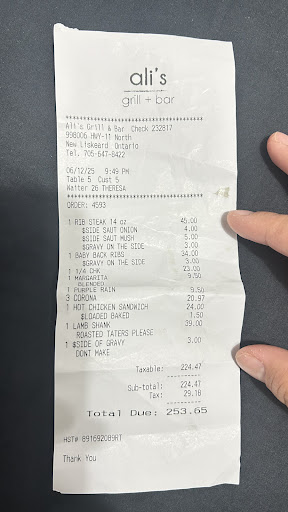 ali's
grill + bar
Ali's Grill & Bar Check 232617
998006 HWY-11 North
New Liskeard Ontario
Tel. 705-647-8422
06/12/25 9:49 PM
Table 5 Cust 5
Waiter 26 THERESA
ORDER: 4593
1 RIB STEAK 14 oz 45.00
$SIDE SAUT ONION 4.00
$SIDE SAUT MUSH 5.00
$GRAVY ON THE SIDE 3.00
1 BABY BACK RIBS 34.00
$GRAVY ON THE SIDE 3.00
1 1/4 CHK 23.00
1 MARGARITA 9.50
BLENDED
1 PURPLE RAIN 9.50
3 CORONA 20.97
1 HOT CHICKEN SANDWICH 24.00
$LOADED BAKED 1.50
1 LAMB SHANK 39.00
ROASTED TATERS PLEASE
1 $SIDE OF GRAVY 3.00
DONT MAKE
Taxable: 224.47
Sub-total: 224.47
Tax: 29.18
Total Due: 253.65
HST# 891692089RT
Thank You